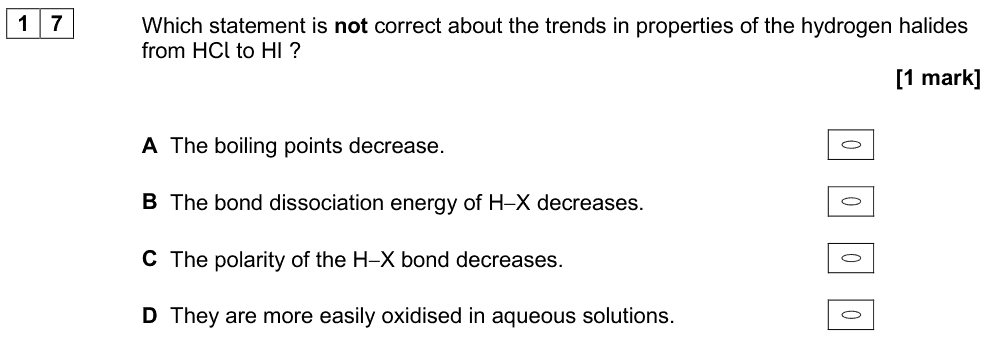 1 7 Which statement is not correct about the trends in properties of the hydrogen halides
from HCl to HI ?
[1 mark]
A The boiling points decrease.
B The bond dissociation energy of H–X decreases.
C The polarity of the H–X bond decreases.
D They are more easily oxidised in aqueous solutions.